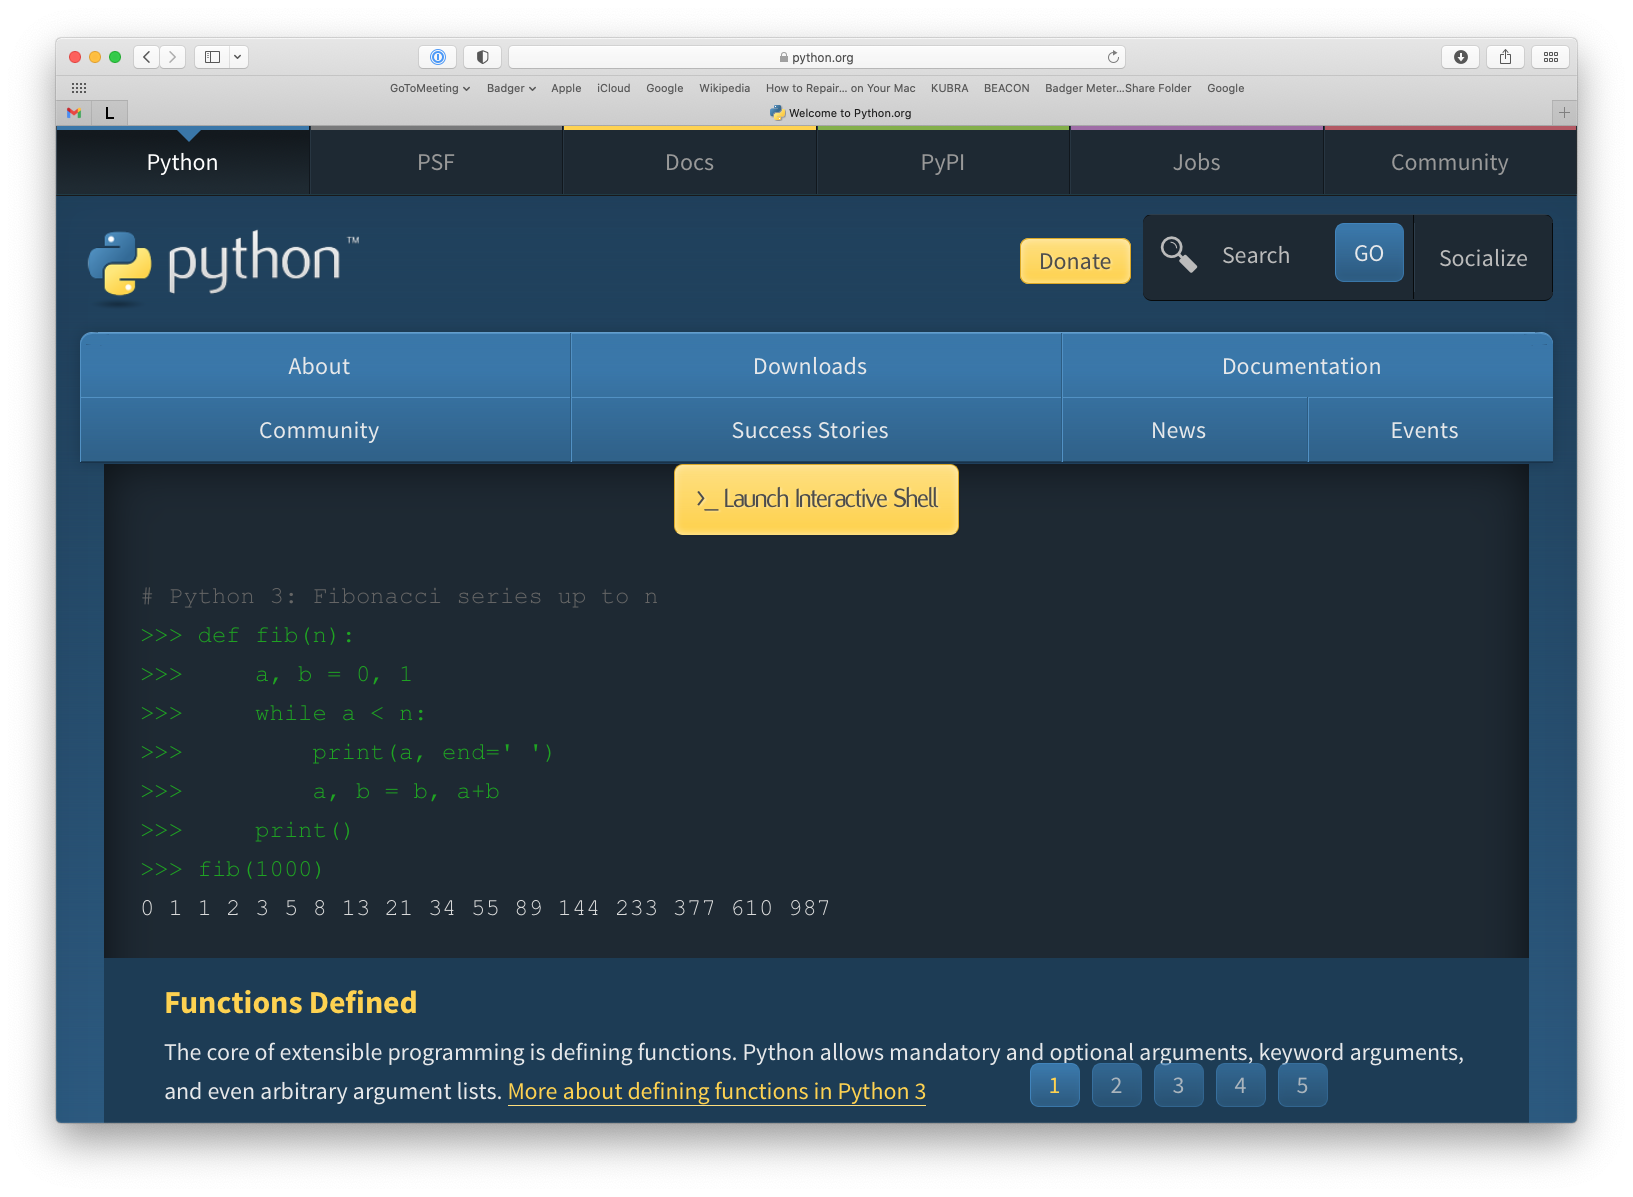 python.org
GoToMeeting Badger Apple iCloud Google Wikipedia How to Repair... on Your Mac KUBRA BEACON Badger Meter...Share Folder Google
L Welcome to Python.org
Python PSF Docs PyPI Jobs Community
python™ Donate Search GO Socialize
About Downloads Documentation
Community Success Stories News Events
>_ Launch Interactive Shell
# Python 3: Fibonacci series up to n
>>> def fib(n):
>>>     a, b = 0, 1
>>>     while a < n:
>>>         print(a, end=' ')
>>>         a, b = b, a+b
>>>     print()
>>> fib(1000)
0 1 1 2 3 5 8 13 21 34 55 89 144 233 377 610 987
Functions Defined
The core of extensible programming is defining functions. Python allows mandatory and optional arguments, keyword arguments,
and even arbitrary argument lists. More about defining functions in Python 3
1 2 3 4 5